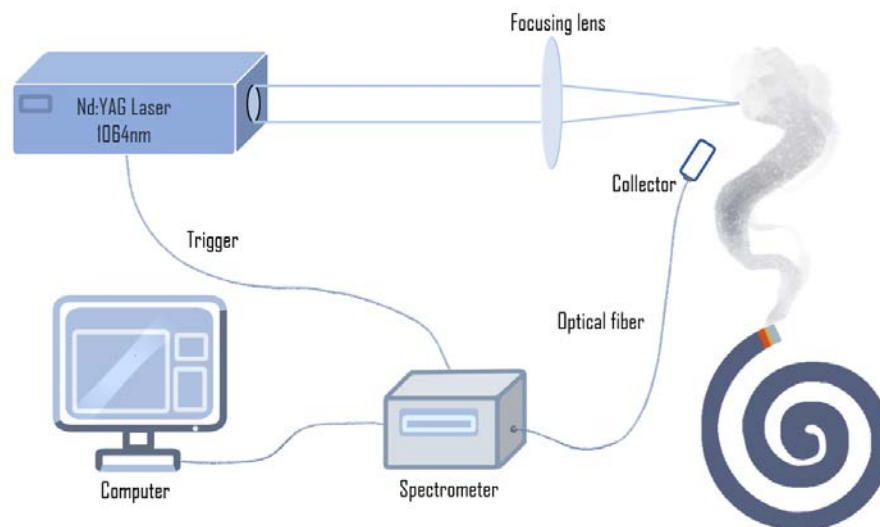 Focusing lens
Nd:YAG Laser
1064nm
Collector
Trigger
Optical fiber
Computer
Spectrometer